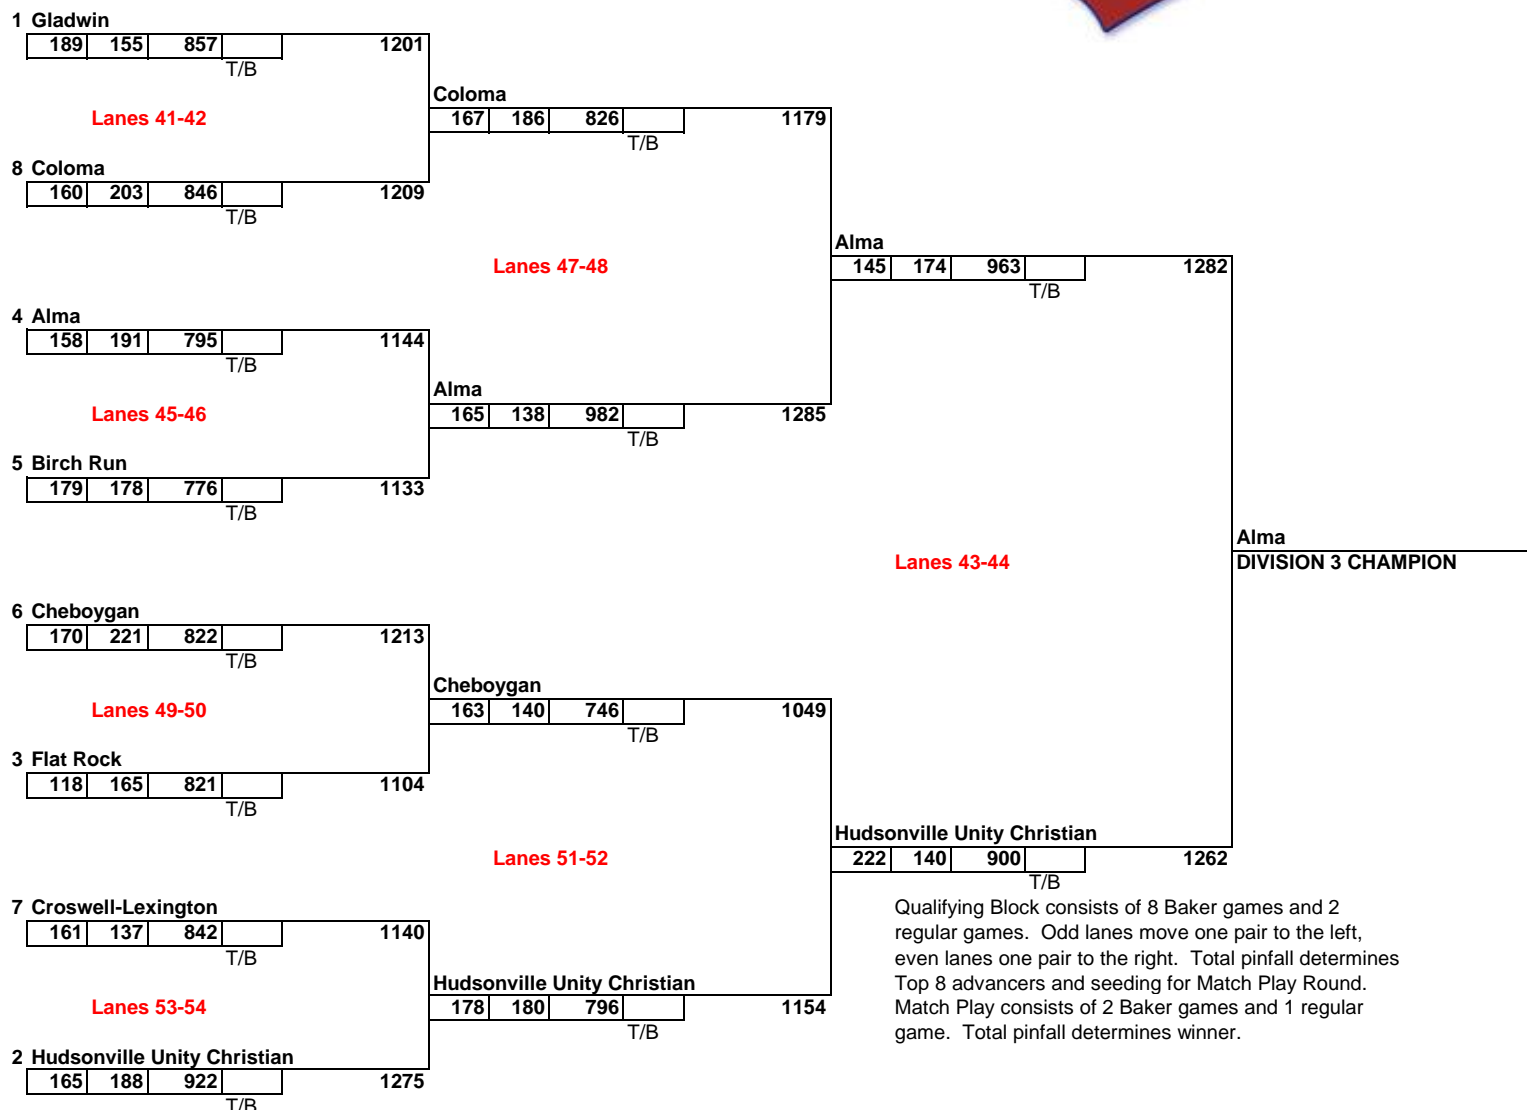 1 Gladwin
189 155 857 1201
T/B
Coloma
Lanes 41-42
167 186 826 1179
T/B
8 Coloma
160 203 846 1209
T/B
Alma
Lanes 47-48
145 174 963 1282
T/B
4 Alma
158 191 795 1144
T/B
Alma
Lanes 45-46
165 138 982 1285
T/B
5 Birch Run
179 178 776 1133
T/B
Alma
Lanes 43-44
DIVISION 3 CHAMPION
6 Cheboygan
170 221 822 1213
T/B
Cheboygan
Lanes 49-50
163 140 746 1049
T/B
3 Flat Rock
118 165 821 1104
T/B
Hudsonville Unity Christian
Lanes 51-52
222 140 900 1262
T/B
7 Croswell-Lexington
161 137 842 1140
T/B
Hudsonville Unity Christian
Lanes 53-54
178 180 796 1154
T/B
2 Hudsonville Unity Christian
165 188 922 1275
T/B
Qualifying Block consists of 8 Baker games and 2
regular games. Odd lanes move one pair to the left,
even lanes one pair to the right. Total pinfall determines
Top 8 advancers and seeding for Match Play Round.
Match Play consists of 2 Baker games and 1 regular
game. Total pinfall determines winner.